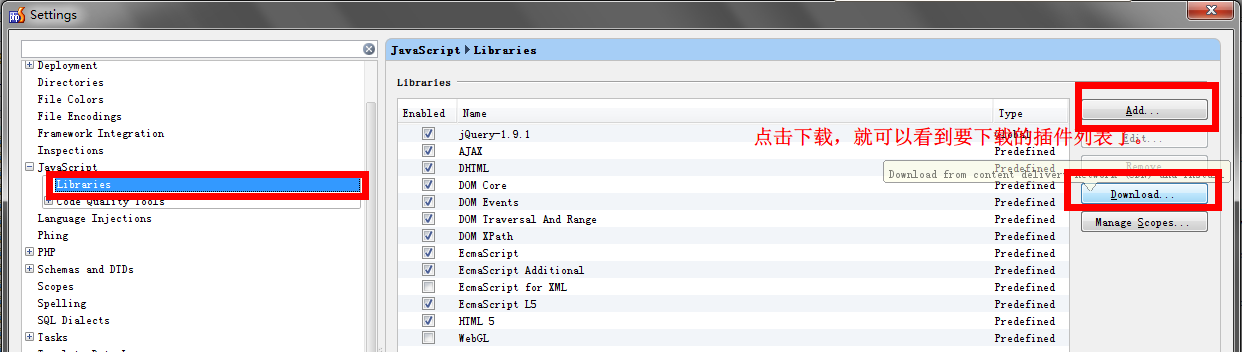 Settings
Deployment
Directories
File Colors
File Encodings
Framework Integration
Inspections
JavaScript
Libraries
Code Quality Tools
Language Injections
Phing
PHP
Schemas and DTDs
Scopes
Spelling
SQL Dialects
Tasks
JavaScript Libraries
Libraries
Enabled Name Type
jQuery-1.9.1 Global
AJAX Predefined
DHTML Predefined
DOM Core Predefined
DOM Events Predefined
DOM Traversal And Range Predefined
DOM XPath Predefined
EcmaScript Predefined
EcmaScript Additional Predefined
EcmaScript for XML Predefined
EcmaScript L5 Predefined
HTML 5 Predefined
WebGL Predefined
点击下载，就可以看到要下载的插件列表了。
Add...
Edit...
Remove
Download from content delivery network (CDN) and install
Download...
Manage Scopes...